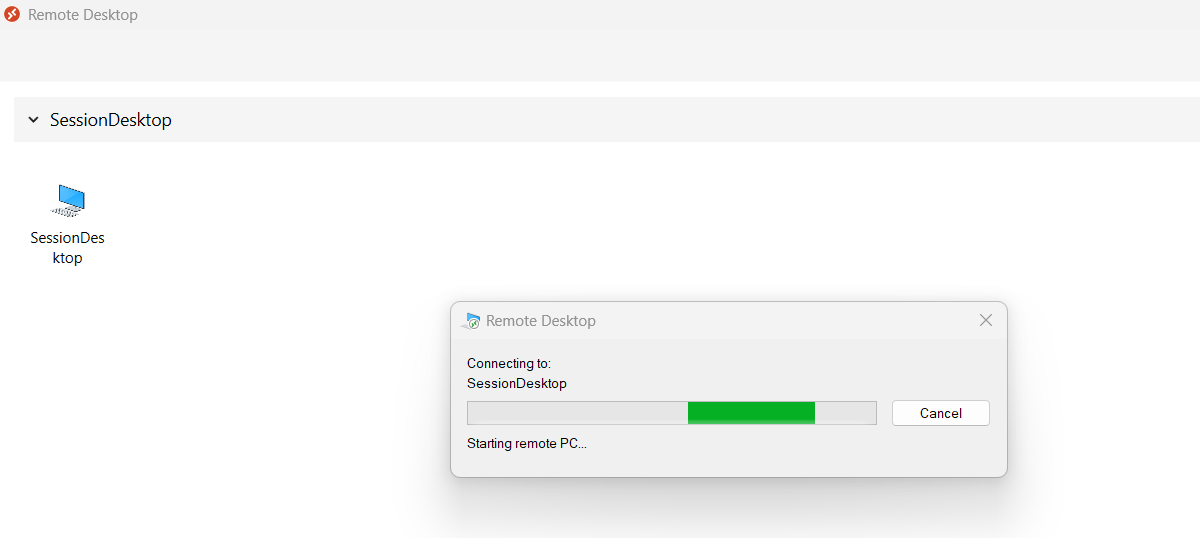 Remote Desktop
SessionDesktop
SessionDes
ktop
Remote Desktop
Connecting to:
SessionDesktop
Cancel
Starting remote PC...